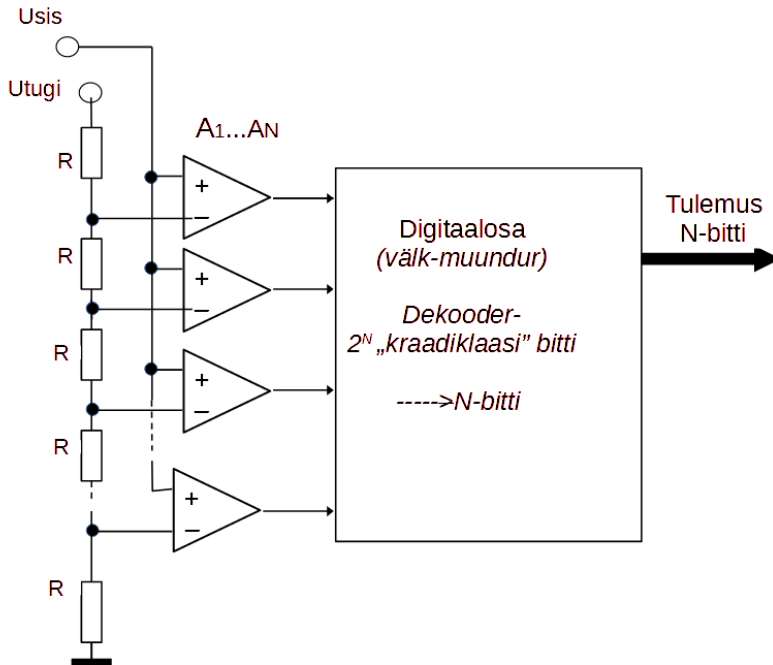 Usis
Utugi
A1...AN
R
R
R
R
R
+
−
+
−
+
−
+
−
Digitaalosa
(välk-muundur)
Dekooder-
2ᴺ „kraadiklaasi” bitti
----->N-bitti
Tulemus
N-bitti